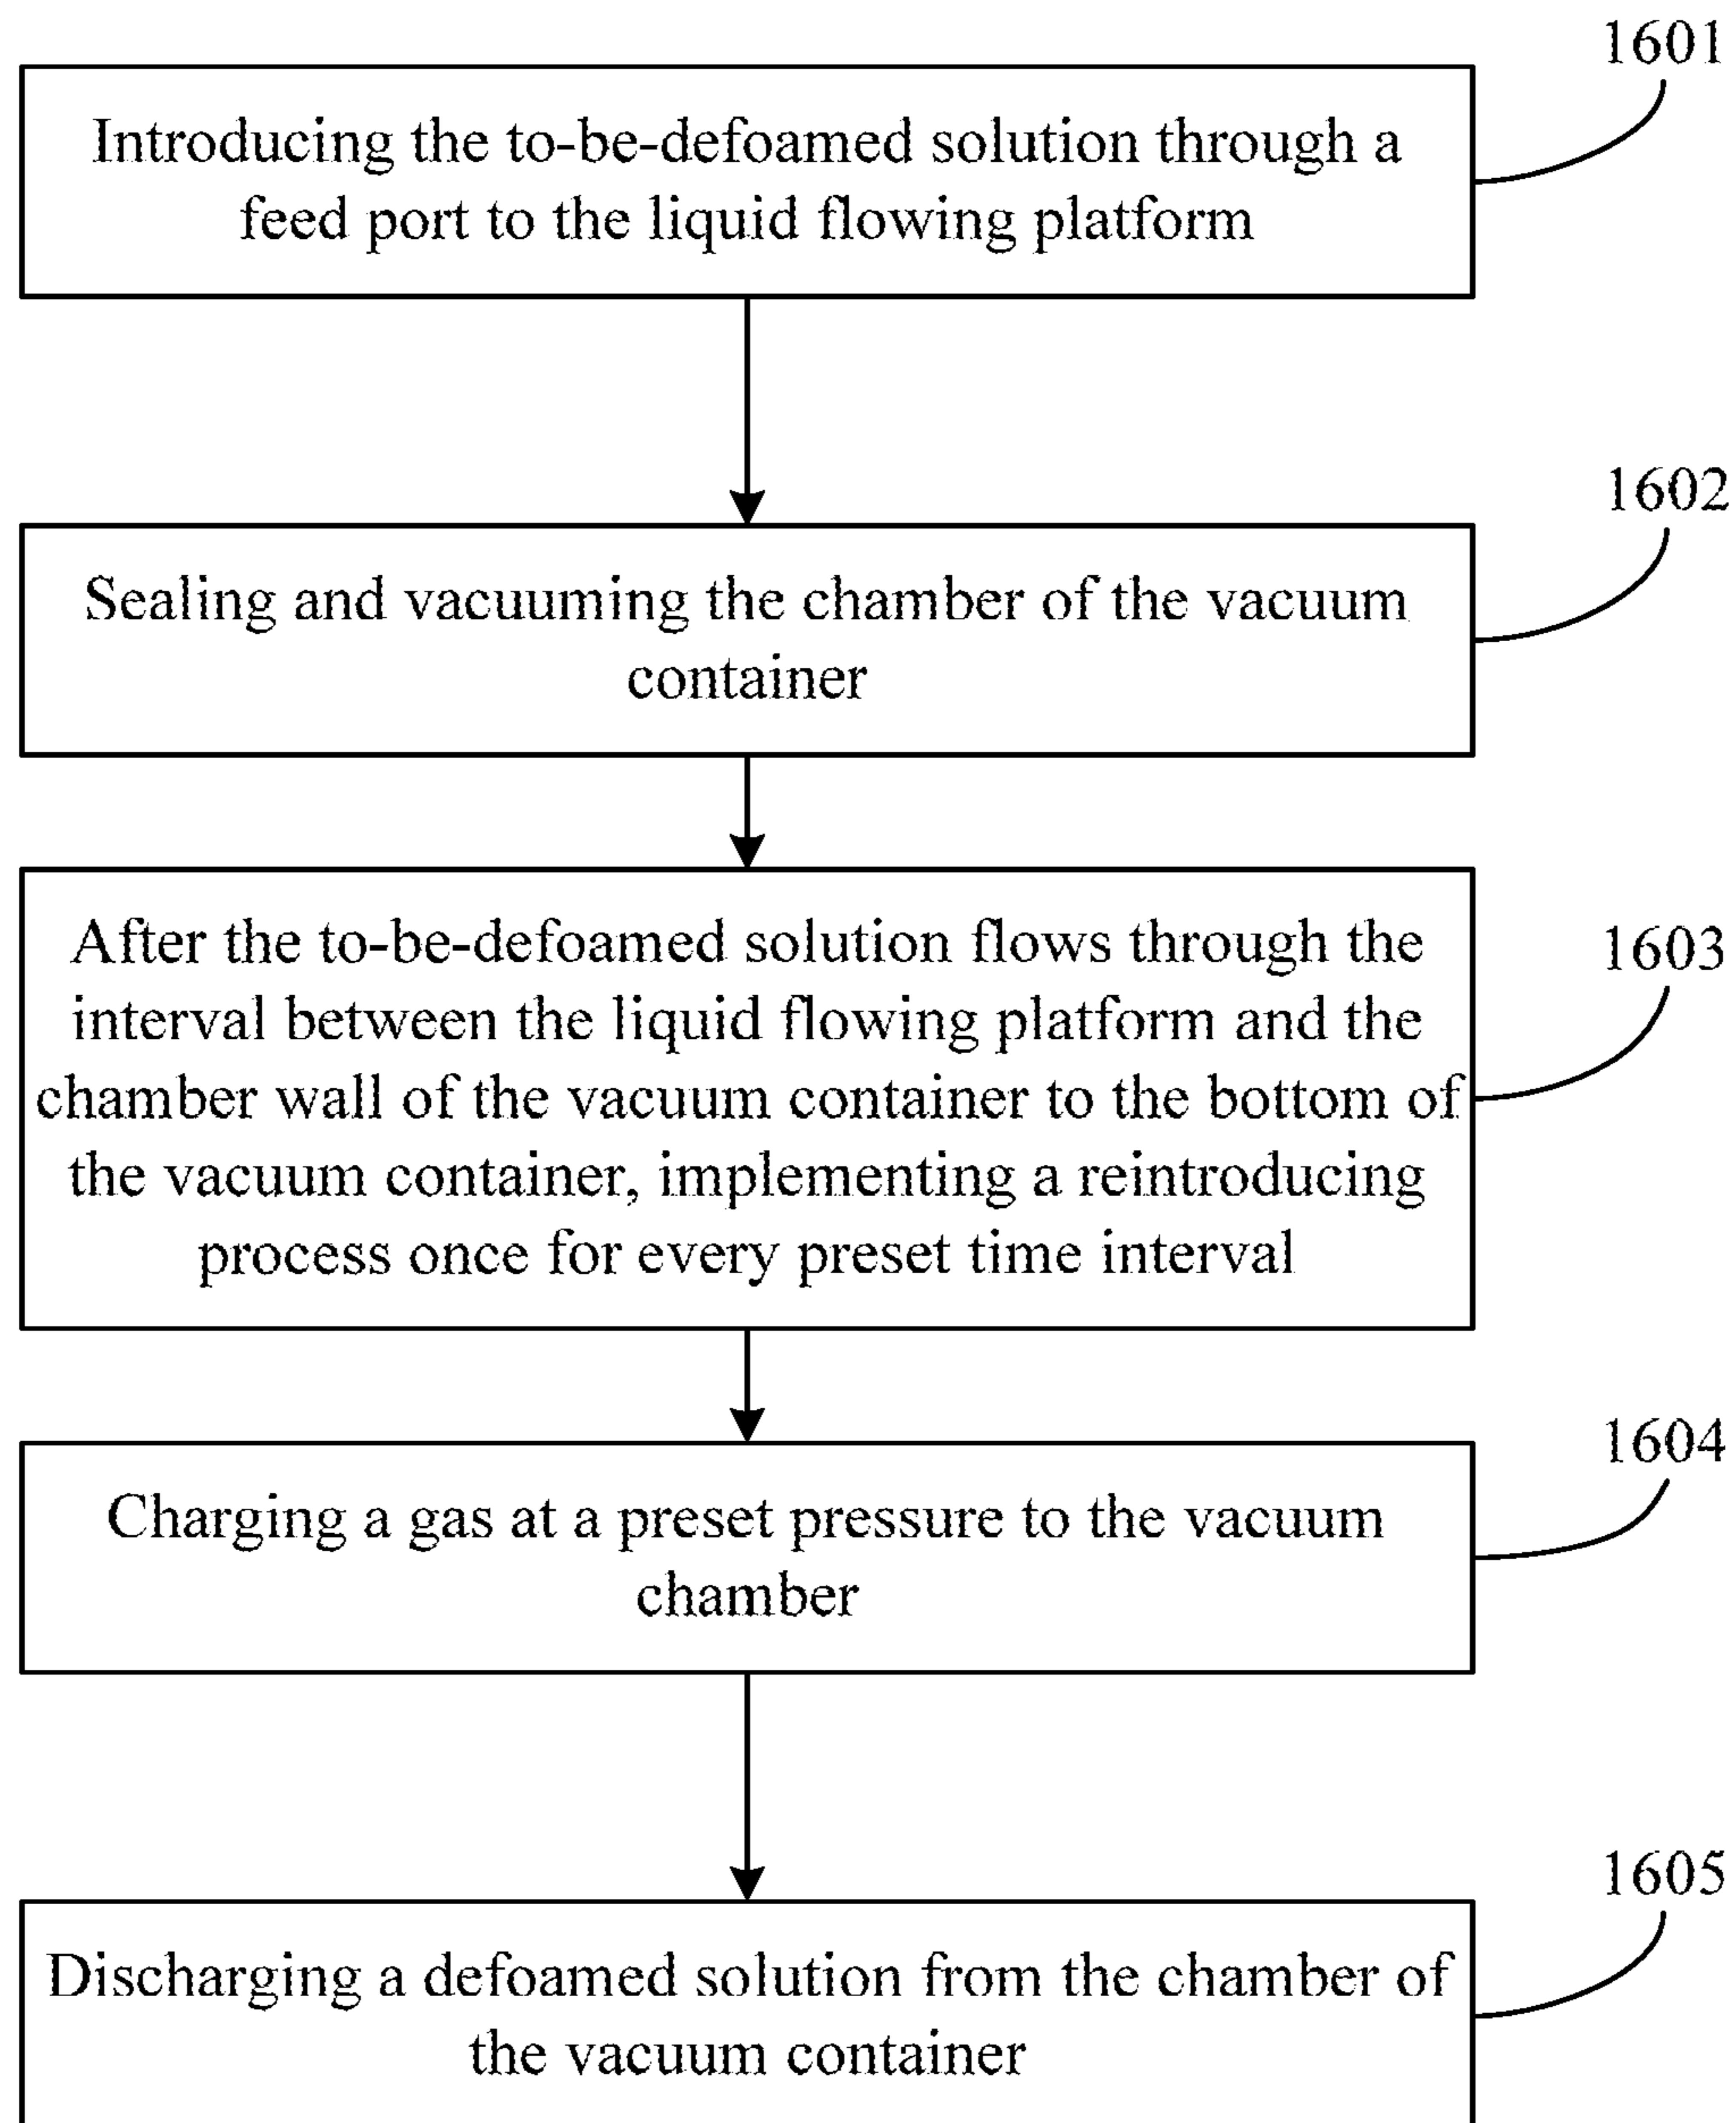 1601
Introducing the to-be-defoamed solution through a
feed port to the liquid flowing platform
1602
Sealing and vacuuming the chamber of the vacuum
container
After the to-be-defoamed solution flows through the
interval between the liquid flowing platform and the
chamber wall of the vacuum container to the bottom of
the vacuum container, implementing a reintroducing
process once for every preset time interval
1603
1604
Charging a gas at a preset pressure to the vacuum
chamber
1605
Discharging a defoamed solution from the chamber of
the vacuum container